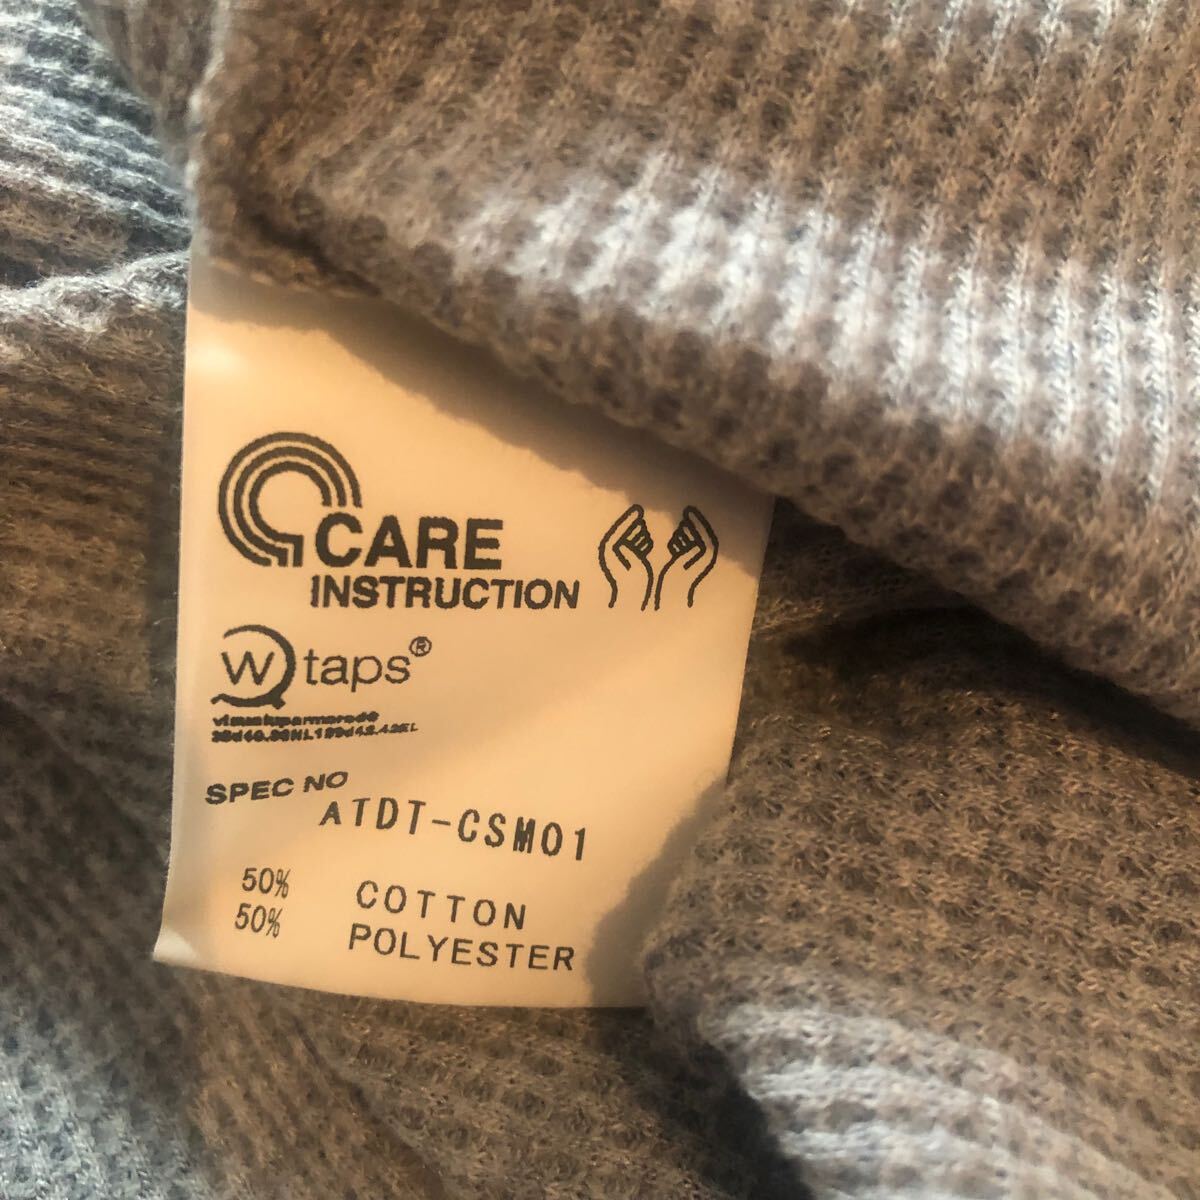 CARE
INSTRUCTION
W taps®
SPEC NO
ATDT-CSM01
50% COTTON
50% POLYESTER